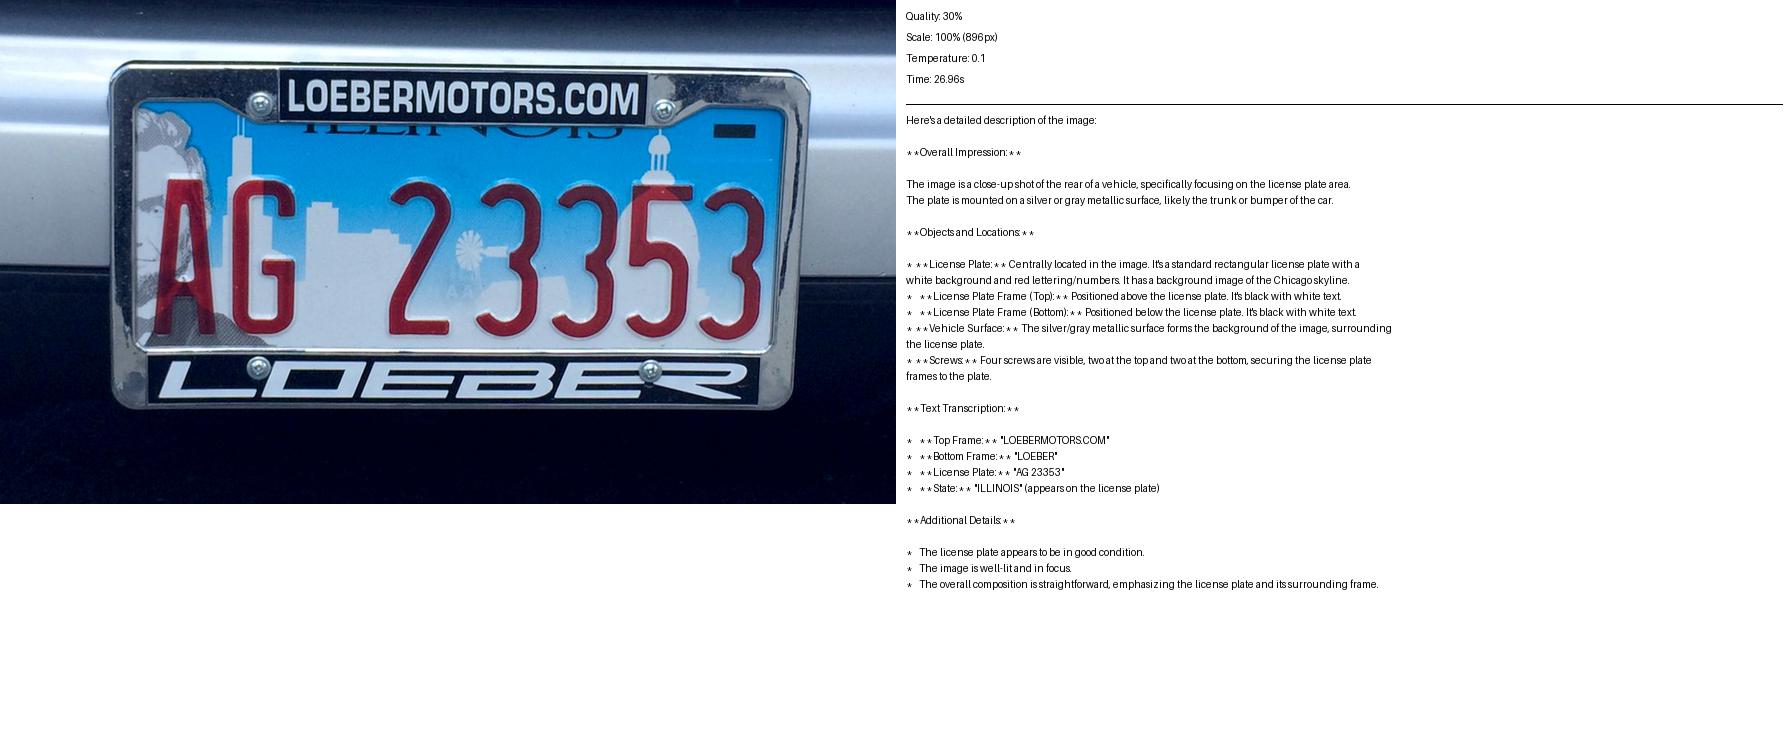 LOEBERMOTORS.COM
ILLINOIS
AG 23353
LOEBER
Quality: 30%
Scale: 100% (896px)
Temperature: 0.1
Time: 26.96s
Here's a detailed description of the image:
**Overall Impression:**
The image is a close-up shot of the rear of a vehicle, specifically focusing on the license plate area.
The plate is mounted on a silver or gray metallic surface, likely the trunk or bumper of the car.
**Objects and Locations:**
* **License Plate:** Centrally located in the image. It's a standard rectangular license plate with a
white background and red lettering/numbers. It has a background image of the Chicago skyline.
* **License Plate Frame (Top):** Positioned above the license plate. It's black with white text.
* **License Plate Frame (Bottom):** Positioned below the license plate. It's black with white text.
* **Vehicle Surface:** The silver/gray metallic surface forms the background of the image, surrounding
the license plate.
* **Screws:** Four screws are visible, two at the top and two at the bottom, securing the license plate
frames to the plate.
**Text Transcription:**
* **Top Frame:** "LOEBERMOTORS.COM"
* **Bottom Frame:** "LOEBER"
* **License Plate:** "AG 23353"
* **State:** "ILLINOIS" (appears on the license plate)
**Additional Details:**
* The license plate appears to be in good condition.
* The image is well-lit and in focus.
* The overall composition is straightforward, emphasizing the license plate and its surrounding frame.